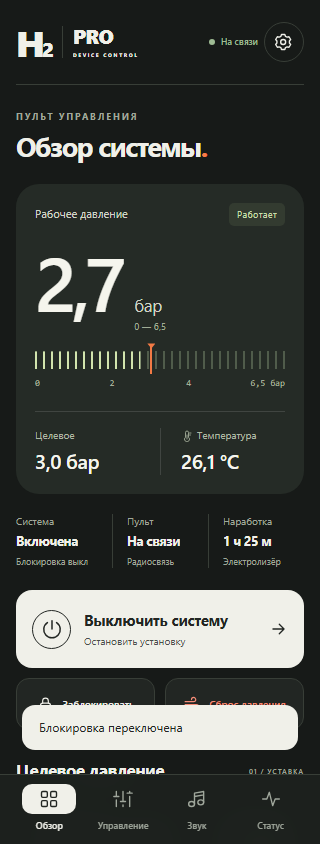 H2 PRO
DEVICE CONTROL
На связи
ПУЛЬТ УПРАВЛЕНИЯ
Обзор системы.
Рабочее давление
Работает
2,7 бар
0 — 6,5
0 2 4 6,5 бар
Целевое
3,0 бар
Температура
26,1 °C
Система
Включена
Блокировка выкл
Пульт
На связи
Радиосвязь
Наработка
1 ч 25 м
Электролизёр
Выключить систему
Остановить установку
Заблокировать
Сброс давления
Блокировка переключена
Целевое давление
01 / УСТАВКА
Обзор
Управление
Звук
Статус